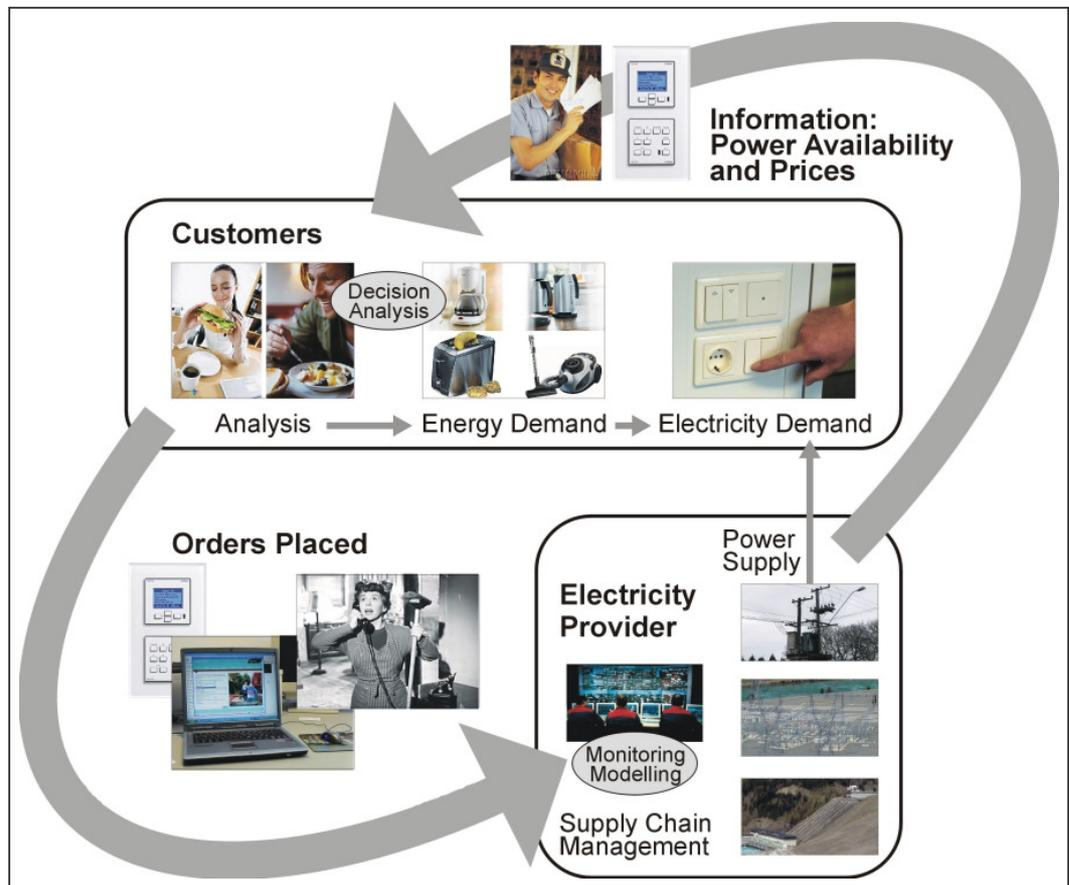 Information:
Power Availability
and Prices
Customers
Decision
Analysis
Analysis
Energy Demand
Electricity Demand
Orders Placed
Power
Supply
Electricity
Provider
Monitoring
Modelling
Supply Chain
Management